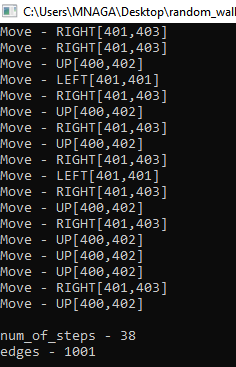 C:\Users\MNAGA\Desktop\random_wal
Move - RIGHT[401,403]
Move - RIGHT[401,403]
Move - UP[400,402]
Move - LEFT[401,401]
Move - RIGHT[401,403]
Move - UP[400,402]
Move - RIGHT[401,403]
Move - UP[400,402]
Move - RIGHT[401,403]
Move - LEFT[401,401]
Move - RIGHT[401,403]
Move - UP[400,402]
Move - RIGHT[401,403]
Move - UP[400,402]
Move - UP[400,402]
Move - UP[400,402]
Move - RIGHT[401,403]
Move - UP[400,402]
num_of_steps - 38
edges - 1001